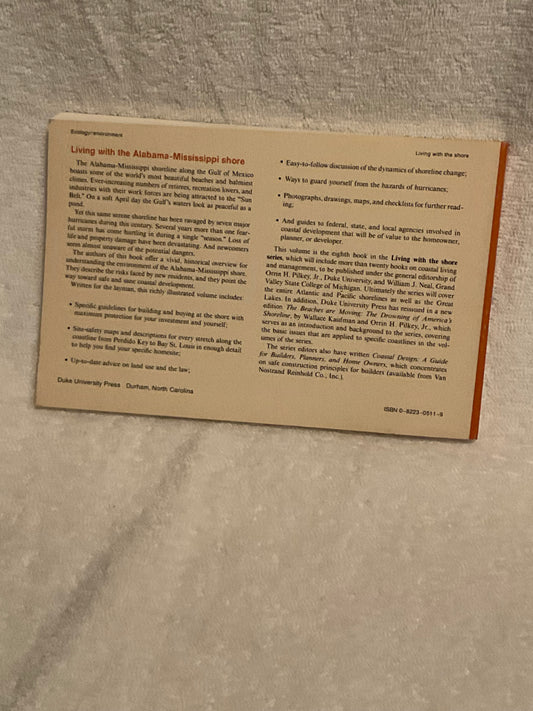 Ecology/environment
Living with the Alabama-Mississippi shore
The Alabama-Mississippi shoreline along the Gulf of Mexico
boasts some of the world's most beautiful beaches and balmiest
climes. Ever-increasing numbers of retirees, recreation lovers, and
industries with their work forces are being attracted to the "Sun
Belt." On a soft April day the Gulf's waters look as peaceful as a
pond.
Yet this same serene shoreline has been ravaged by seven major
hurricanes during this century. Several years more than one fear-
ful storm has come hurtling in during a single "season." Loss of
life and property damage have been devastating. And newcomers
seem almost unaware of the potential dangers.
The authors of this book offer a vivid, historical overview for
understanding the environment of the Alabama-Mississippi shore.
They describe the risks faced by new residents, and they point the
way toward safe and sane coastal development.
Written for the layman, this richly illustrated volume includes:
• Specific guidelines for building and buying at the shore with
maximum protection for your investment and yourself;
• Site-safety maps and descriptions for every stretch along the
coastline from Perdido Key to Bay St. Louis in enough detail
to help you find your specific homesite;
• Up-to-date advice on land use and the law;
Duke University Press Durham, North Carolina
Living with the shore
• Easy-to-follow discussion of the dynamics of shoreline change;
• Ways to guard yourself from the hazards of hurricanes;
• Photographs, drawings, maps, and checklists for further read-
ing;
• And guides to federal, state, and local agencies involved in
coastal development that will be of value to the homeowner,
planner, or developer.
This volume is the eighth book in the Living with the shore
series, which will include more than twenty books on coastal living
and management, to be published under the general editorship of
Orrin H. Pilkey, Jr., Duke University, and William J. Neal, Grand
Valley State College of Michigan. Ultimately the series will cover
the entire Atlantic and Pacific shorelines as well as the Great
Lakes. In addition, Duke University Press has reissued in a new
edition The Beaches are Moving: The Drowning of America's
Shoreline, by Wallace Kaufman and Orrin H. Pilkey, Jr., which
serves as an introduction and background to the series, covering
the basic issues that are applied to specific coastlines in the vol-
umes of the series.
The series editors also have written Coastal Design: A Guide
for Builders, Planners, and Home Owners, which concentrates
on safe construction principles for builders (available from Van
Nostrand Reinhold Co., Inc.).
ISBN 0-8223-0511-8